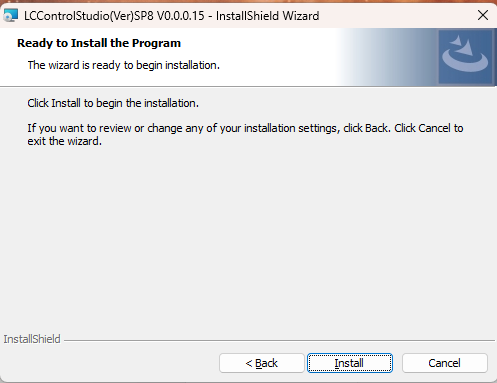 LCControlStudio(Ver)SP8 V0.0.0.15 - InstallShield Wizard
Ready to Install the Program
The wizard is ready to begin installation.
Click Install to begin the installation.
If you want to review or change any of your installation settings, click Back. Click Cancel to
exit the wizard.
InstallShield
< Back
Install
Cancel